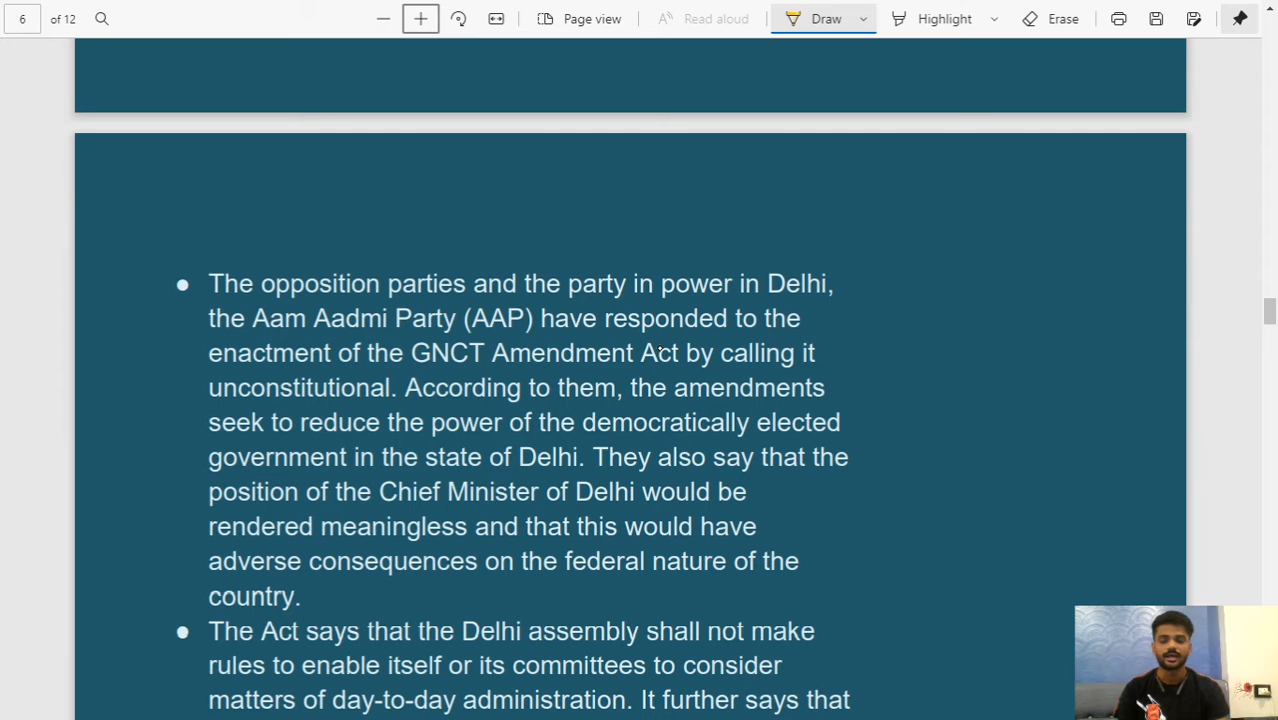 6 of 12 Page view Read aloud Draw Highlight Erase
The opposition parties and the party in power in Delhi,
the Aam Aadmi Party (AAP) have responded to the
enactment of the GNCT Amendment Act by calling it
unconstitutional. According to them, the amendments
seek to reduce the power of the democratically elected
government in the state of Delhi. They also say that the
position of the Chief Minister of Delhi would be
rendered meaningless and that this would have
adverse consequences on the federal nature of the
country.
The Act says that the Delhi assembly shall not make
rules to enable itself or its committees to consider
matters of day-to-day administration. It further says that